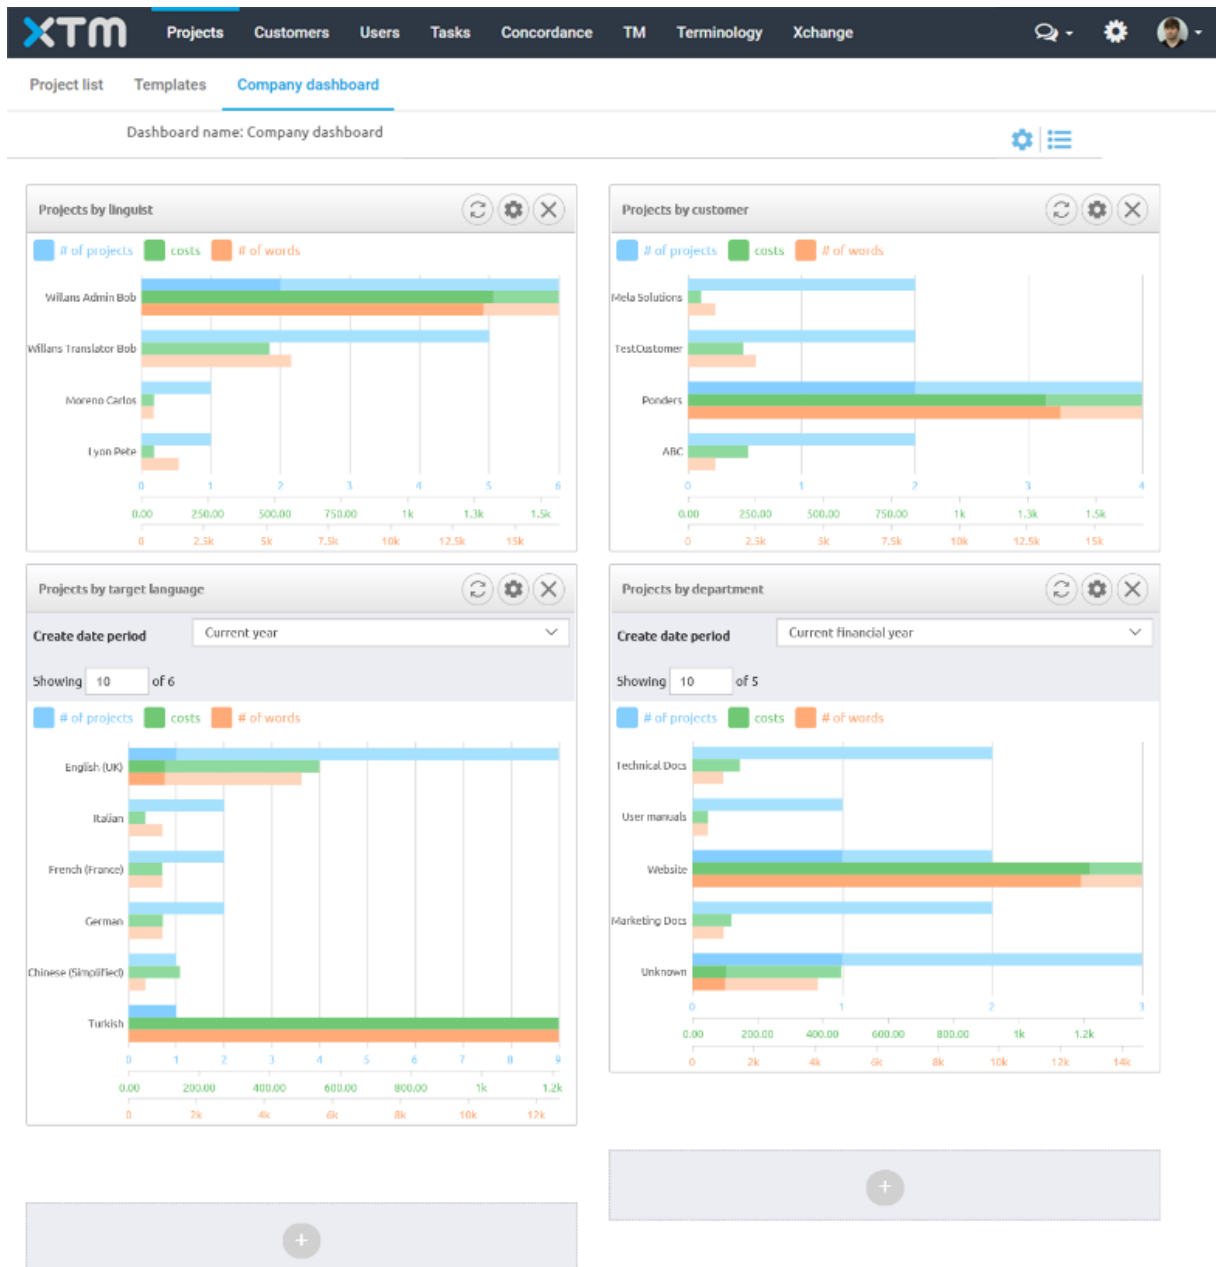 XTM Projects Customers Users Tasks Concordance TM Terminology Xchange
Project list Templates Company dashboard
Dashboard name: Company dashboard
Projects by linguist
# of projects costs # of words
Willans Admin Bob
Willans Translator Bob
Moreno Carlos
Lyon Pete
0 1 2 3 4 5 6
0.00 250.00 500.00 750.00 1k 1.3k 1.5k
0 2.5k 5k 7.5k 10k 12.5k 15k
Projects by customer
# of projects costs # of words
Mela Solutions
TestCustomer
Ponders
ABC
0 1 2 3 4
0.00 250.00 500.00 750.00 1k 1.3k 1.5k
0 2.5k 5k 7.5k 10k 12.5k 15k
Projects by target language
Create date period Current year
Showing 10 of 6
# of projects costs # of words
English (UK)
Italian
French (France)
German
Chinese (Simplified)
Turkish
0 1 2 3 4 5 6 7 8 9
0.00 200.00 400.00 600.00 800.00 1k 1.2k
0 2k 4k 6k 8k 10k 12k
Projects by department
Create date period Current financial year
Showing 10 of 5
# of projects costs # of words
Technical Docs
User manuals
Website
Marketing Docs
Unknown
0 1 2 3
0.00 200.00 400.00 600.00 800.00 1k 1.2k
0 2k 4k 6k 8k 10k 12k 14k